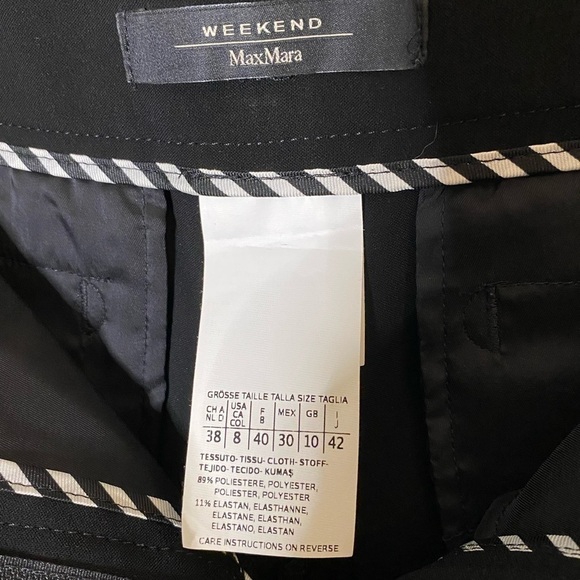 WEEKEND
MaxMara
GRÖSSE TAILLE TALLA SIZE TAGLIA
CH A NL D USA CA COL F B MEX GB I J
38 8 40 30 10 42
TESSUTO-TISSU-CLOTH-STOFF-
TEJIDO-TECIDO-KUMAŞ
89% POLIESTERE, POLYESTER,
POLIESTER, POLYESTER
11% ELASTAN, ELASTHANNE,
ELASTANE, ELASTHAN,
ELASTANO, ELASTAN
CARE INSTRUCTIONS ON REVERSE